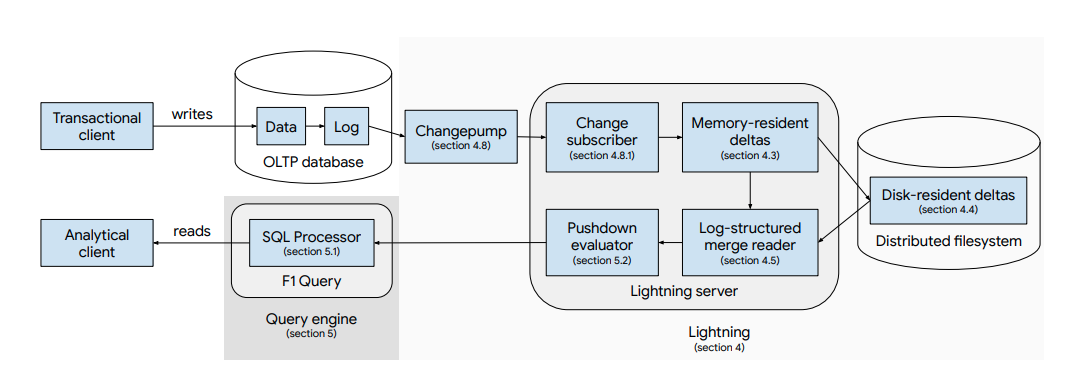 Transactional
client
writes
Data
Log
OLTP database
Changepump
(section 4.8)
Change
subscriber
(section 4.8.1)
Memory-resident
deltas
(section 4.3)
Disk-resident deltas
(section 4.4)
Distributed filesystem
Analytical
client
reads
SQL Processor
(section 5.1)
F1 Query
Query engine
(section 5)
Pushdown
evaluator
(section 5.2)
Log-structured
merge reader
(section 4.5)
Lightning server
Lightning
(section 4)